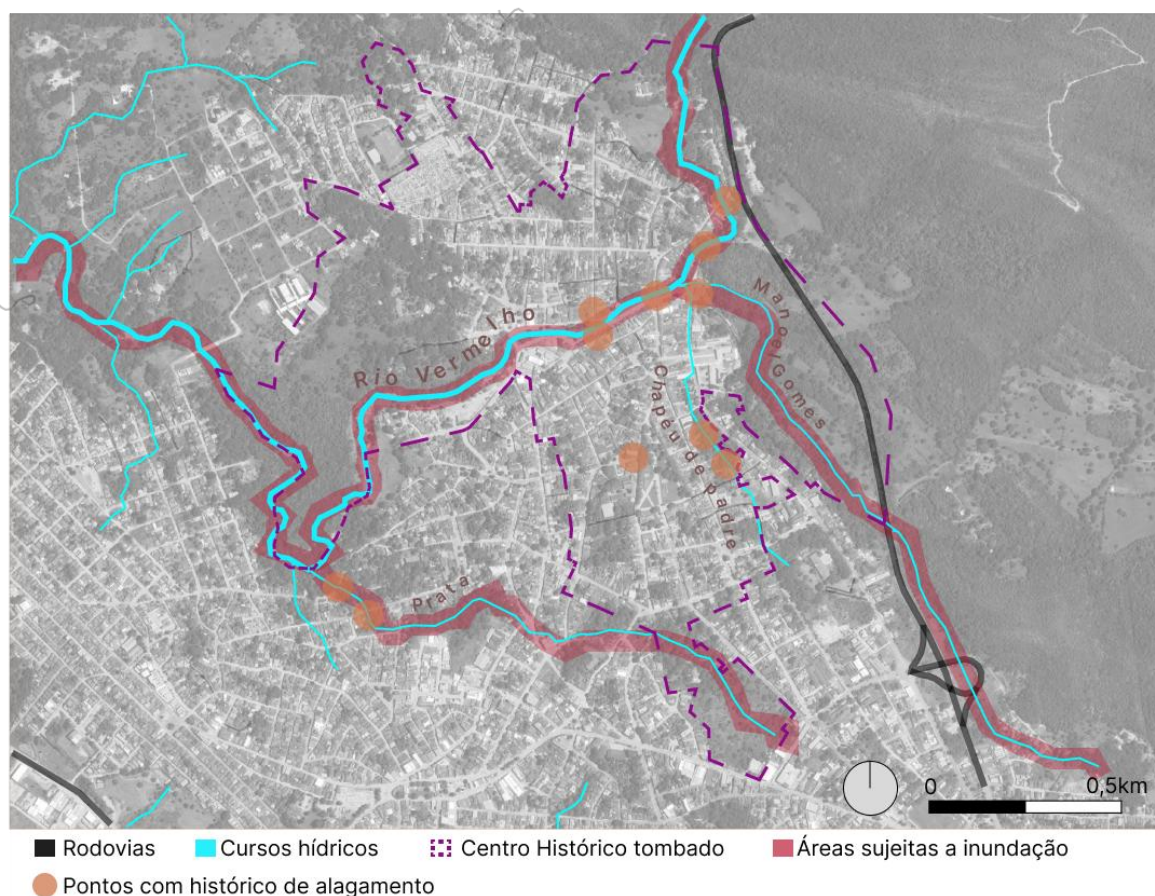 Rio Vermelho
Manoel Gomes
Chapéu de padre
Prata
0 0,5km
Rodovias Cursos hídricos Centro Histórico tombado Áreas sujeitas a inundação
Pontos com histórico de alagamento